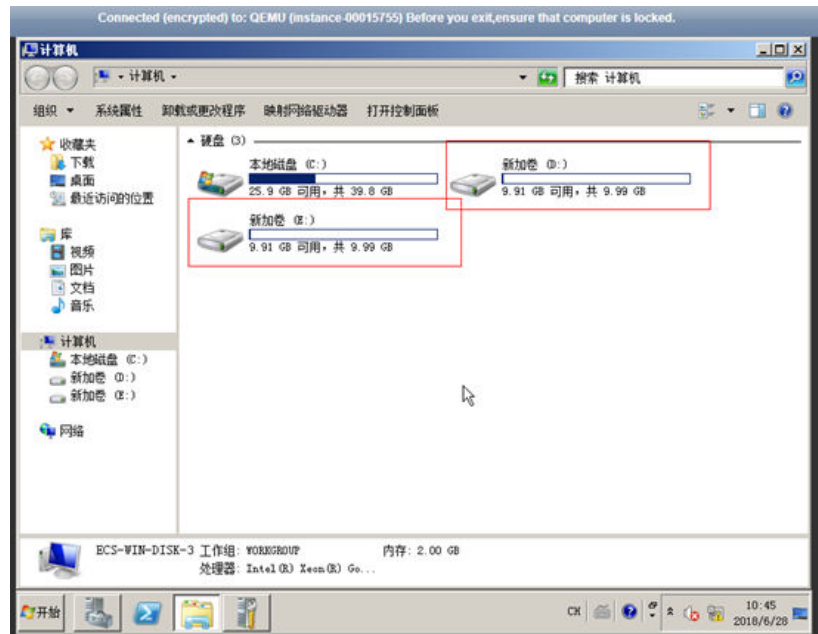 Connected (encrypted) to: QEMU (instance-00015755) Before you exit,ensure that computer is locked.
计算机
计算机
搜索 计算机
组织 系统属性 卸载或更改程序 映射网络驱动器 打开控制面板
收藏夹
下载
桌面
最近访问的位置
库
视频
图片
文档
音乐
计算机
本地磁盘 (C:)
新加卷 (D:)
新加卷 (E:)
网络
硬盘 (3)
本地磁盘 (C:)
25.9 GB 可用，共 39.8 GB
新加卷 (D:)
9.91 GB 可用，共 9.99 GB
新加卷 (E:)
9.91 GB 可用，共 9.99 GB
ECS-WIN-DISK-3 工作组: WORKGROUP 内存: 2.00 GB
处理器: Intel(R) Xeon(R) Go...
开始 CH 10:45
2018/6/28